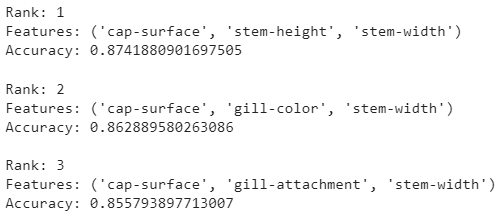 Rank: 1
Features: ('cap-surface', 'stem-height', 'stem-width')
Accuracy: 0.8741880901697505
Rank: 2
Features: ('cap-surface', 'gill-color', 'stem-width')
Accuracy: 0.862889580263086
Rank: 3
Features: ('cap-surface', 'gill-attachment', 'stem-width')
Accuracy: 0.855793897713007